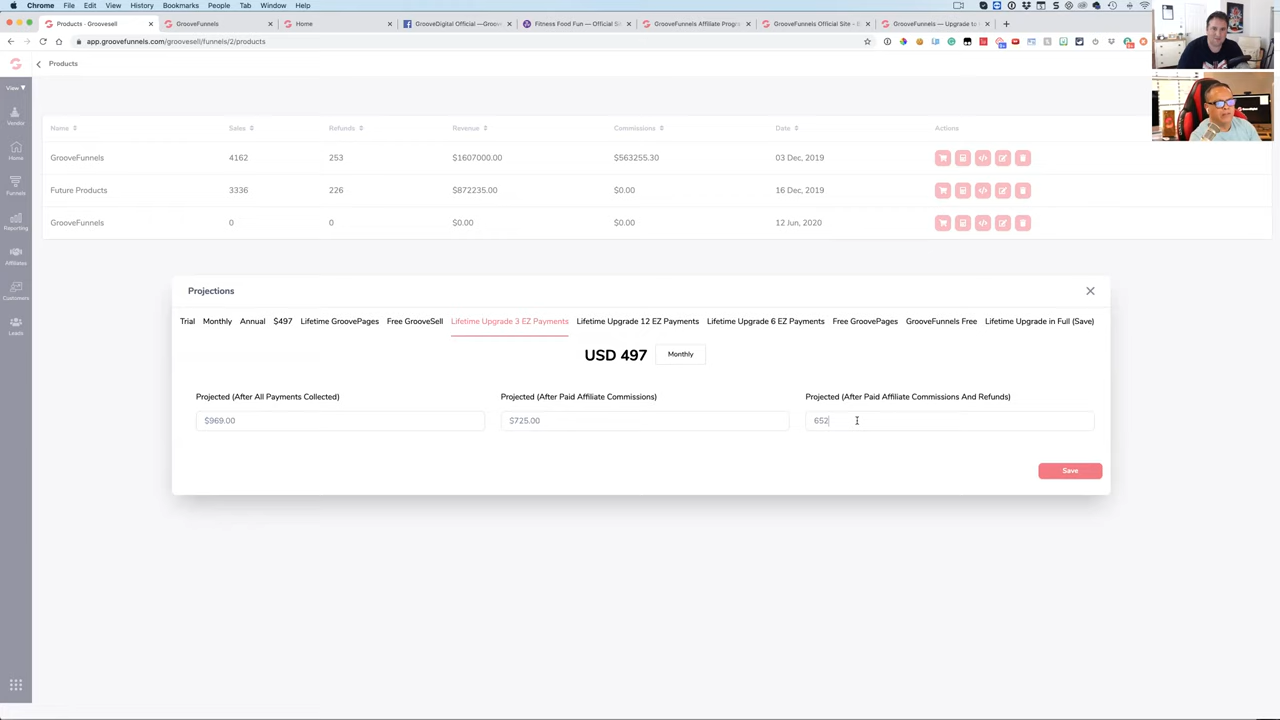 Chrome File Edit View History Bookmarks People Tab Window Help
Products - Groovesell
GrooveFunnels
Home
GrooveDigital Official —Groov
Fitness Food Fun — Official Si
GrooveFunnels Affiliate Progr
GrooveFunnels Official Site - E
GrooveFunnels — Upgrade to
app.groovefunnels.com/groovesell/funnels/2/products
Products
View
Vendor
Home
Funnels
Reporting
Affiliates
Customers
Leads
Name Sales Refunds Revenue Commissions Date Actions
GrooveFunnels 4162 253 $1607000.00 $563255.30 03 Dec, 2019
Future Products 3336 226 $872235.00 $0.00 16 Dec, 2019
GrooveFunnels 0 0 $0.00 $0.00 12 Jun, 2020
Projections
Trial Monthly Annual $497 Lifetime GroovePages Free GrooveSell Lifetime Upgrade 3 EZ Payments Lifetime Upgrade 12 EZ Payments Lifetime Upgrade 6 EZ Payments Free GroovePages GrooveFunnels Free Lifetime Upgrade in Full (Save)
USD 497 Monthly
Projected (After All Payments Collected) Projected (After Paid Affiliate Commissions) Projected (After Paid Affiliate Commissions And Refunds)
$969.00 $725.00 652
Save